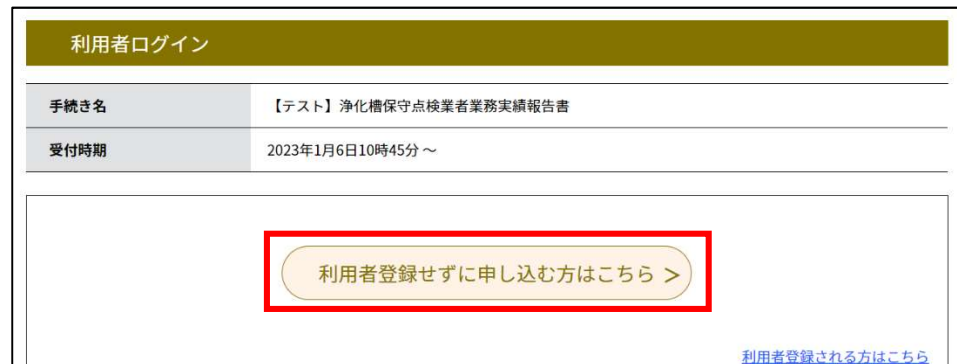 利用者ログイン
手続き名 【テスト】浄化槽保守点検業者業務実績報告書
受付時期 2023年1月6日10時45分 ～
利用者登録せずに申し込む方はこちら >
利用者登録される方はこちら